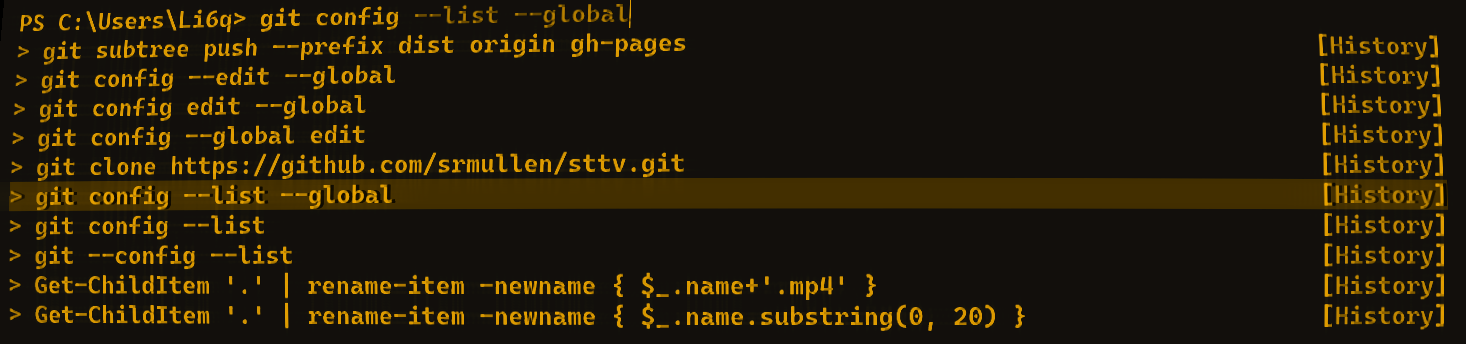 PS C:\Users\Li6q> git config --list --global
> git subtree push --prefix dist origin gh-pages [History]
> git config --edit --global [History]
> git config edit --global [History]
> git config --global edit [History]
> git clone https://github.com/srmullen/sttv.git [History]
> git config --list --global [History]
> git config --list [History]
> git --config --list [History]
> Get-ChildItem '.' | rename-item -newname { $_.name+'.mp4' } [History]
> Get-ChildItem '.' | rename-item -newname { $_.name.substring(0, 20) } [History]